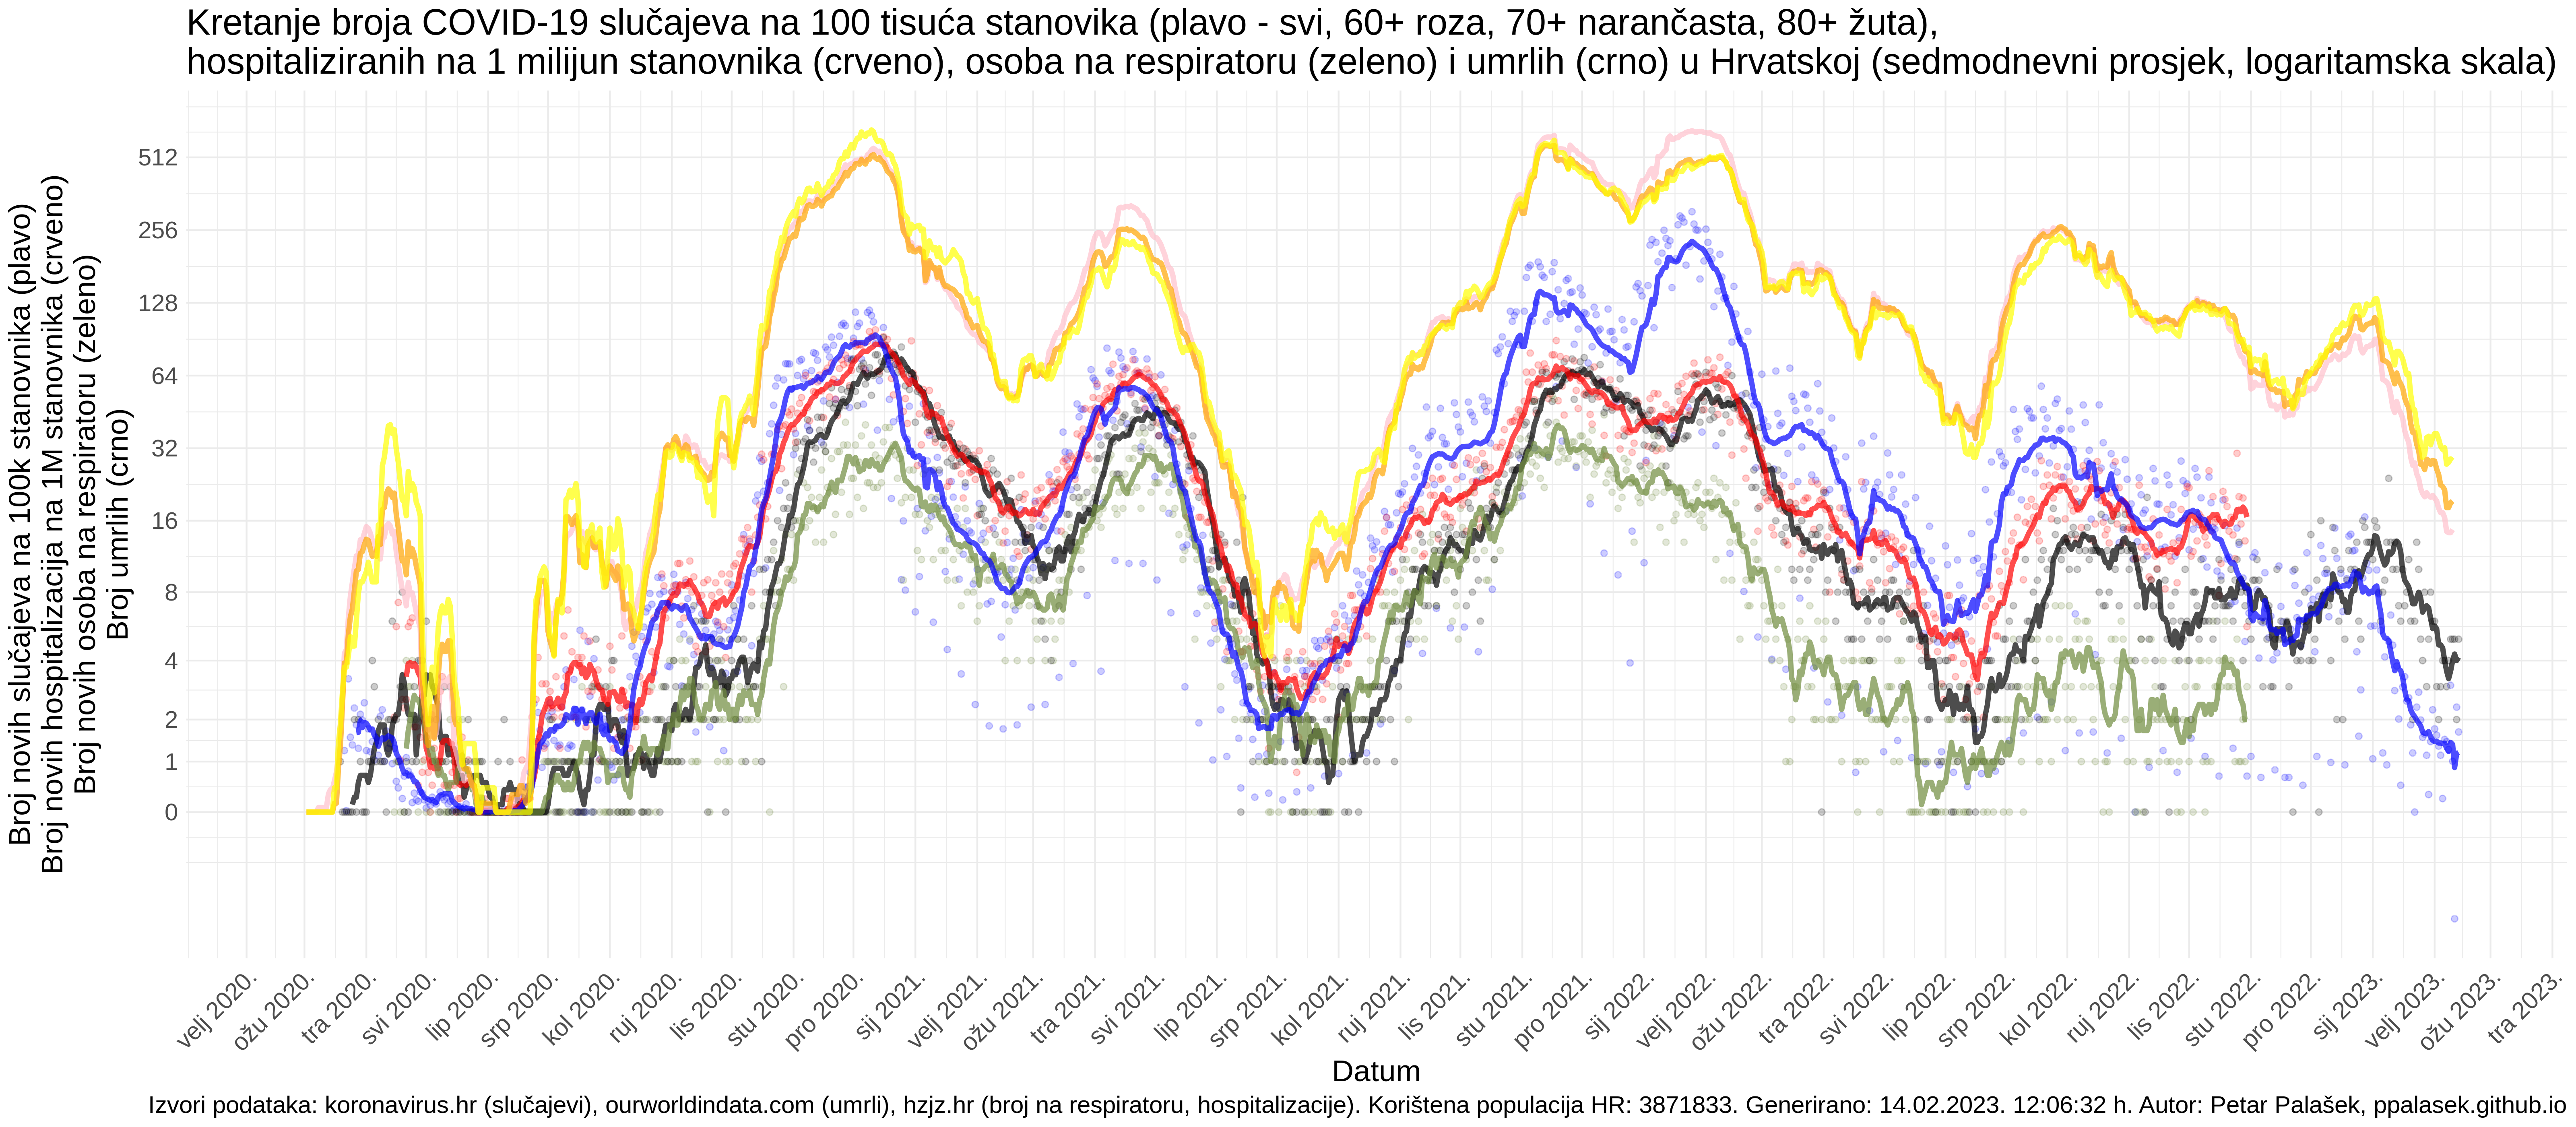 Kretanje broja COVID-19 slučajeva na 100 tisuća stanovika (plavo - svi, 60+ roza, 70+ narančasta, 80+ žuta),
hospitaliziranih na 1 milijun stanovnika (crveno), osoba na respiratoru (zeleno) i umrlih (crno) u Hrvatskoj (sedmodnevni prosjek, logaritamska skala)
Broj novih slučajeva na 100k stanovnika (plavo)
Broj novih hospitalizacija na 1M stanovnika (crveno)
Broj novih osoba na respiratoru (zeleno)
Broj umrlih (crno)
512
256
128
64
32
16
8
4
2
1
0
velj 2020.
ožu 2020.
tra 2020.
svi 2020.
lip 2020.
srp 2020.
kol 2020.
ruj 2020.
lis 2020.
stu 2020.
pro 2020.
sij 2021.
velj 2021.
ožu 2021.
tra 2021.
svi 2021.
lip 2021.
srp 2021.
kol 2021.
ruj 2021.
lis 2021.
stu 2021.
pro 2021.
sij 2022.
velj 2022.
ožu 2022.
tra 2022.
svi 2022.
lip 2022.
srp 2022.
kol 2022.
ruj 2022.
lis 2022.
stu 2022.
pro 2022.
sij 2023.
velj 2023.
ožu 2023.
tra 2023.
Datum
Izvori podataka: koronavirus.hr (slučajevi), ourworldindata.com (umrli), hzjz.hr (broj na respiratoru, hospitalizacije). Korištena populacija HR: 3871833. Generirano: 14.02.2023. 12:06:32 h. Autor: Petar Palašek, ppalasek.github.io